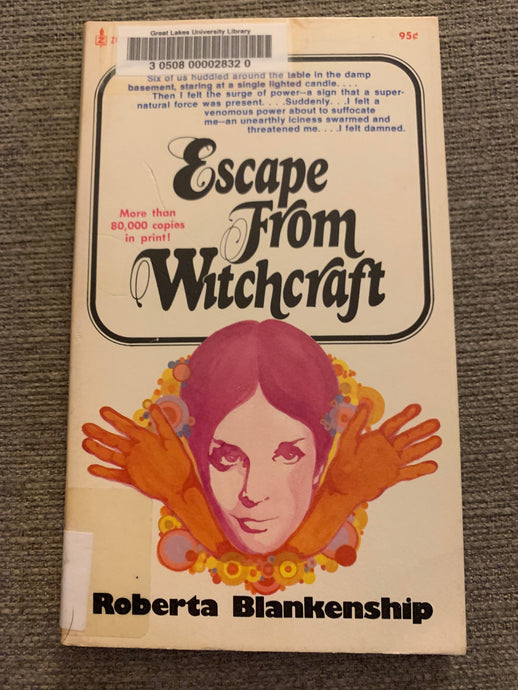 Great Lakes University Library
3 0508 00002832 0
95¢
Six of us huddled around the table in the damp
basement, staring at a single lighted candle. . . .
Then I felt the surge of power--a sign that a super-
natural force was present. . . .Suddenly. . .I felt a
venomous power about to suffocate
me--an unearthly iciness swarmed and
threatened me. . . .I felt damned.
Escape
From
Witchcraft
More than
80,000 copies
in print!
Roberta Blankenship